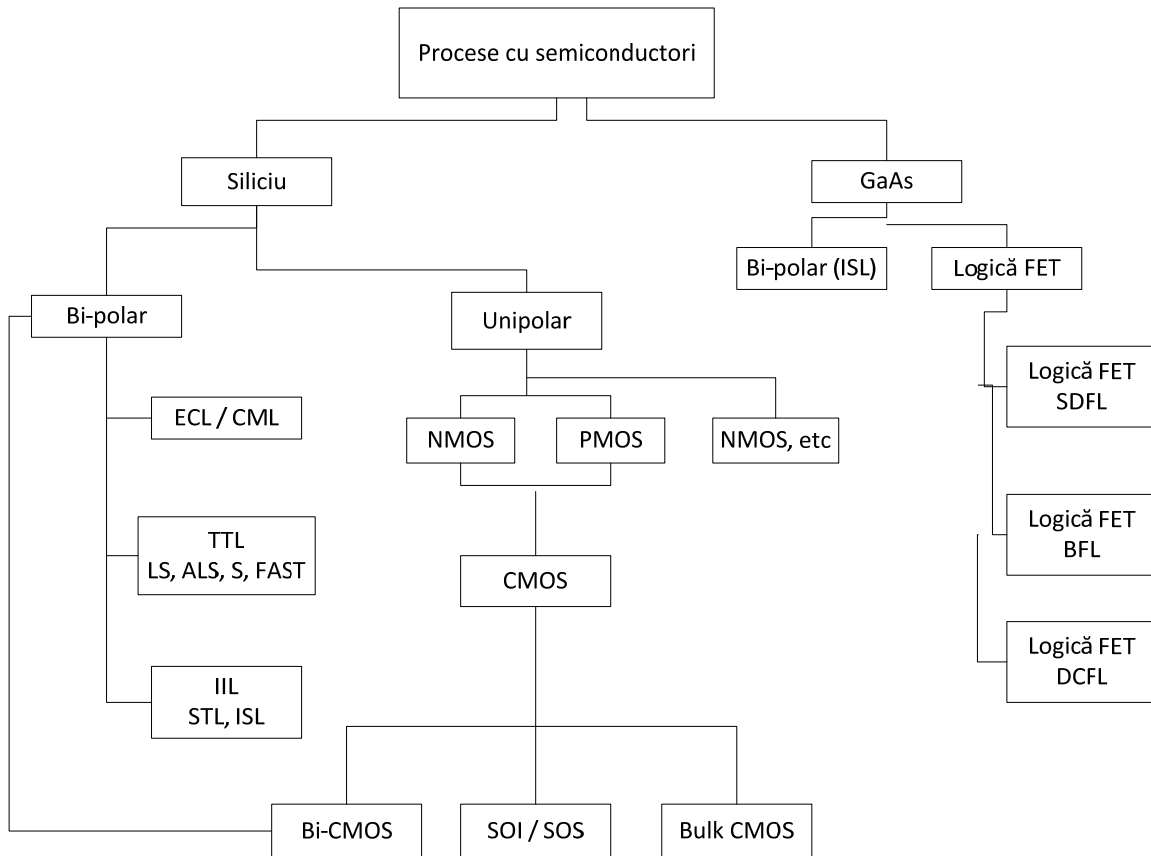 Procese cu semiconductori
Siliciu
GaAs
Bi-polar (ISL)
Logică FET
Bi-polar
Unipolar
Logică FET
SDFL
ECL / CML
NMOS
PMOS
NMOS, etc
Logică FET
BFL
TTL
LS, ALS, S, FAST
CMOS
Logică FET
DCFL
IIL
STL, ISL
Bi-CMOS
SOI / SOS
Bulk CMOS